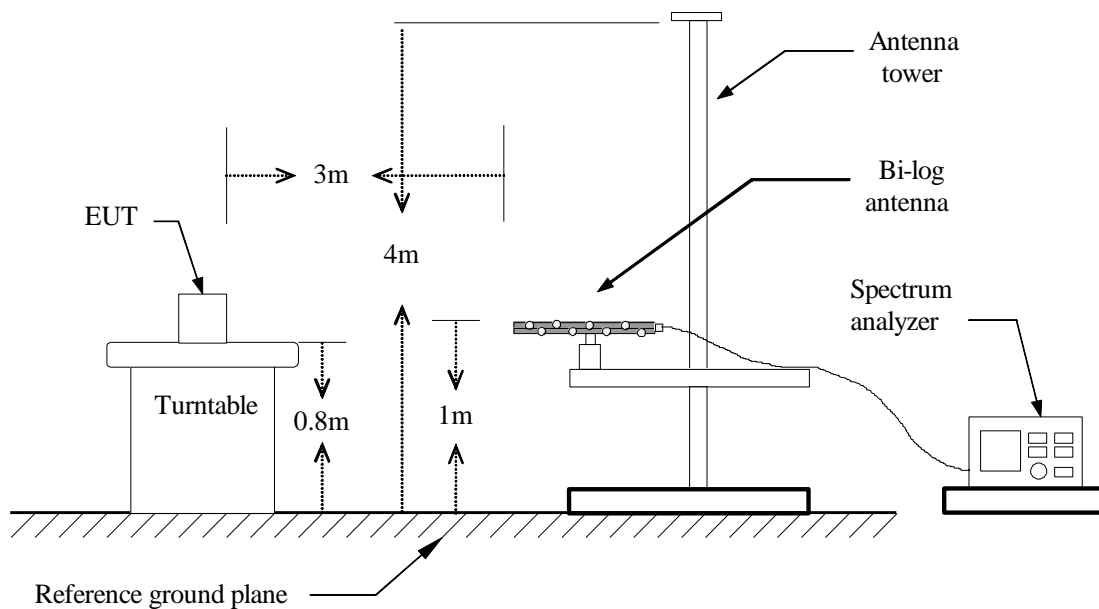 Antenna
tower
3m
Bi-log
antenna
EUT
4m
Spectrum
analyzer
Turntable
0.8m
1m
Reference ground plane